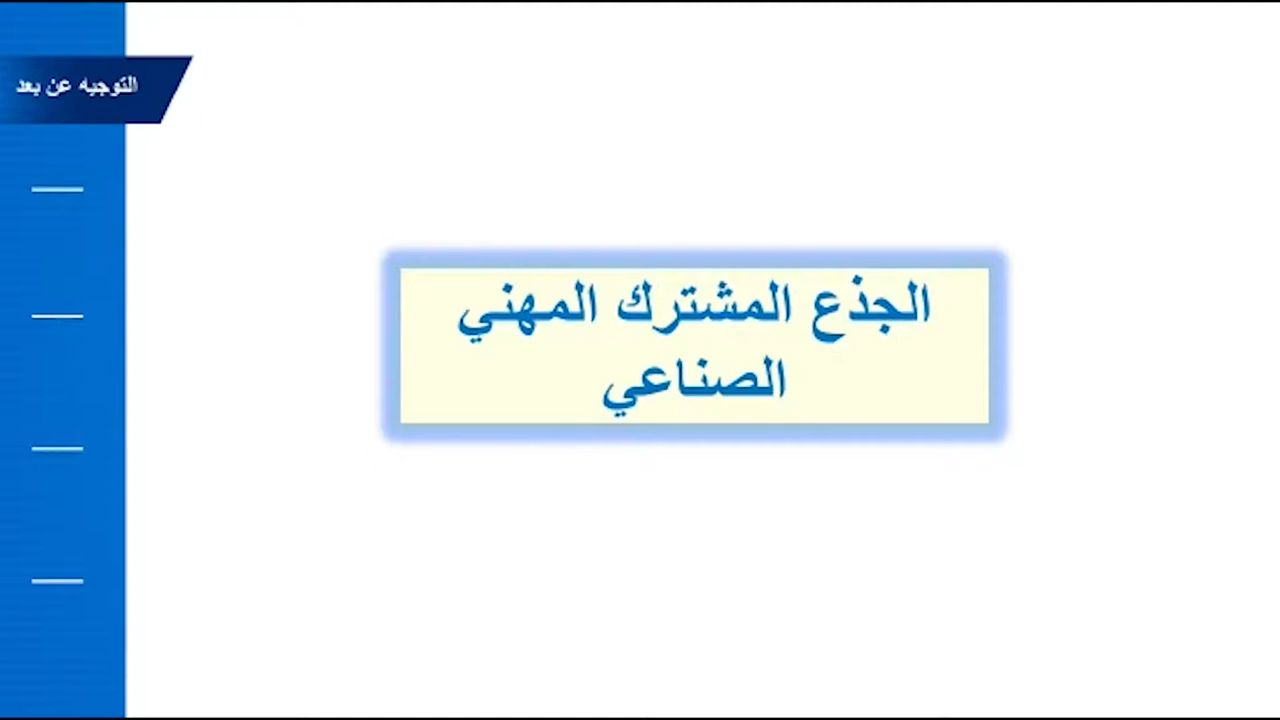 التوجيه عن بعد
الجذع المشترك المهني
الصناعي